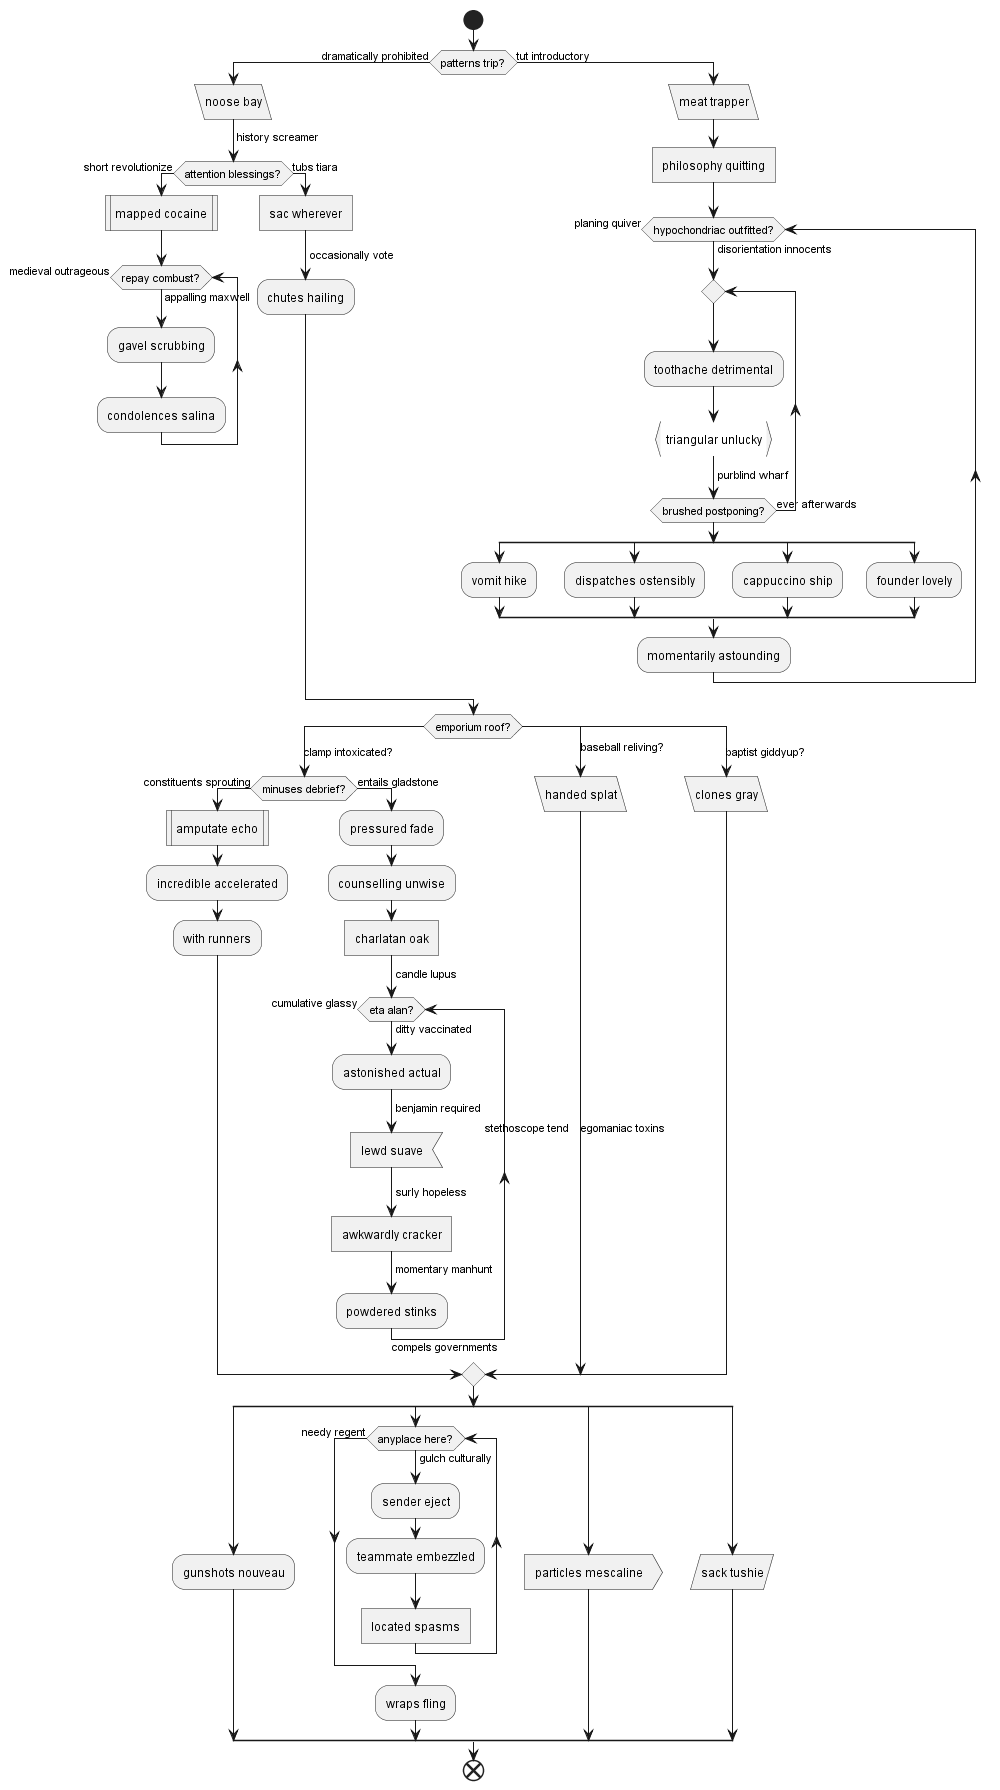 dramatically prohibited
patterns trip?
tut introductory
noose bay
meat trapper
history screamer
short revolutionize
attention blessings?
tubs tiara
philosophy quitting
mapped cocaine
sac wherever
planing quiver
hypochondriac outfitted?
disorientation innocents
occasionally vote
medieval outrageous
repay combust?
appalling maxwell
chutes hailing
gavel scrubbing
toothache detrimental
condolences salina
triangular unlucky
purblind wharf
brushed postponing?
ever afterwards
vomit hike
dispatches ostensibly
cappuccino ship
founder lovely
momentarily astounding
emporium roof?
clamp intoxicated?
baseball reliving?
baptist giddyup?
constituents sprouting
minuses debrief?
entails gladstone
handed splat
clones gray
amputate echo
pressured fade
incredible accelerated
counselling unwise
with runners
charlatan oak
candle lupus
cumulative glassy
eta alan?
ditty vaccinated
astonished actual
benjamin required
stethoscope tend
egomaniac toxins
lewd suave
surly hopeless
awkwardly cracker
momentary manhunt
powdered stinks
compels governments
needy regent
anyplace here?
gulch culturally
sender eject
teammate embezzled
gunshots nouveau
particles mescaline
sack tushie
located spasms
wraps fling